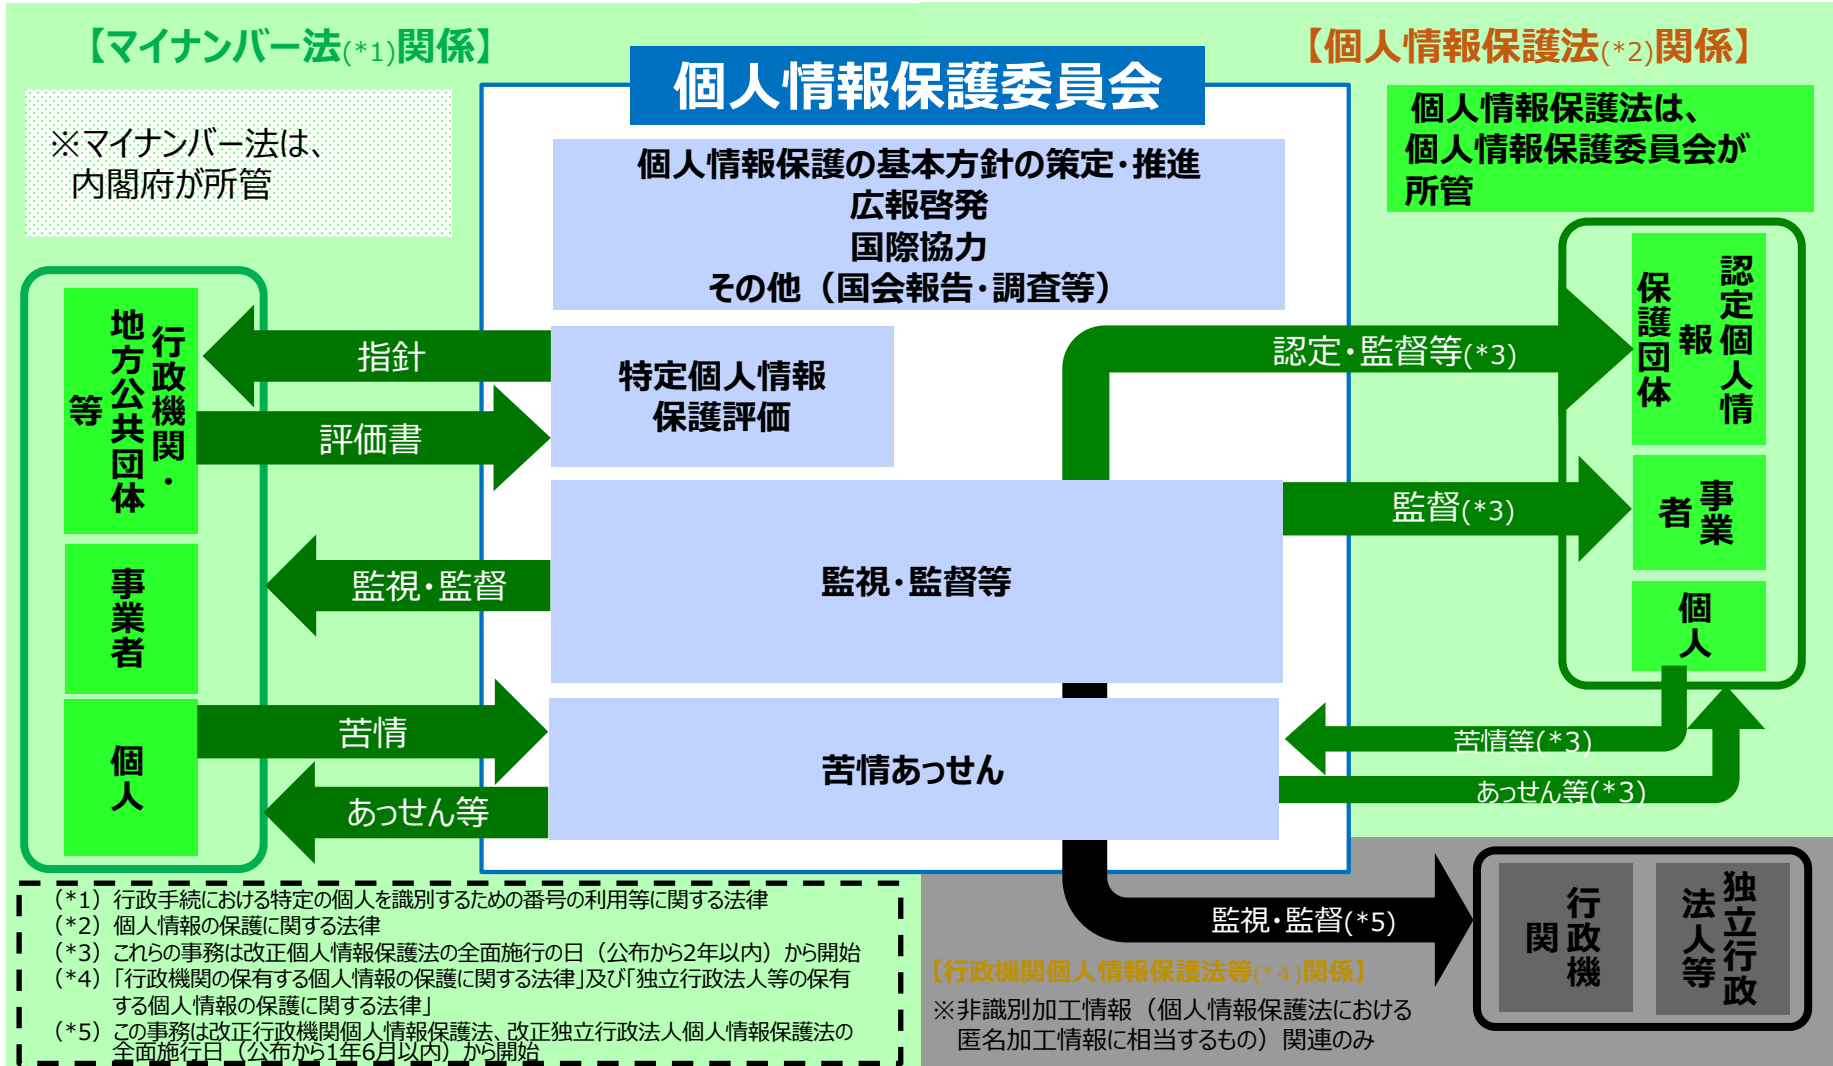 【マイナンバー法(*1)関係】
※マイナンバー法は、
内閣府が所管
個人情報保護委員会
個人情報保護の基本方針の策定・推進
広報啓発
国際協力
その他（国会報告・調査等）
【個人情報保護法(*2)関係】
個人情報保護法は、
個人情報保護委員会が
所管
行政機関・
地方公共団体
等
事業者
個人
指針
評価書
監視・監督
苦情
あっせん等
特定個人情報
保護評価
監視・監督等
苦情あっせん
認定・監督等(*3)
監督(*3)
苦情等(*3)
あっせん等(*3)
認定個人情
報
保護団体
事業
者
個人
監視・監督(*5)
行政機
関
独立行政
法人等
【行政機関個人情報保護法等(*4)関係】
※非識別加工情報（個人情報保護法における
匿名加工情報に相当するもの）関連のみ
（*1）行政手続における特定の個人を識別するための番号の利用等に関する法律
（*2）個人情報の保護に関する法律
（*3）これらの事務は改正個人情報保護法の全面施行の日（公布から2年以内）から開始
（*4）「行政機関の保有する個人情報の保護に関する法律」及び「独立行政法人等の保有
する個人情報の保護に関する法律」
（*5）この事務は改正行政機関個人情報保護法、改正独立行政法人個人情報保護法の
全面施行日（公布から1年6月以内）から開始